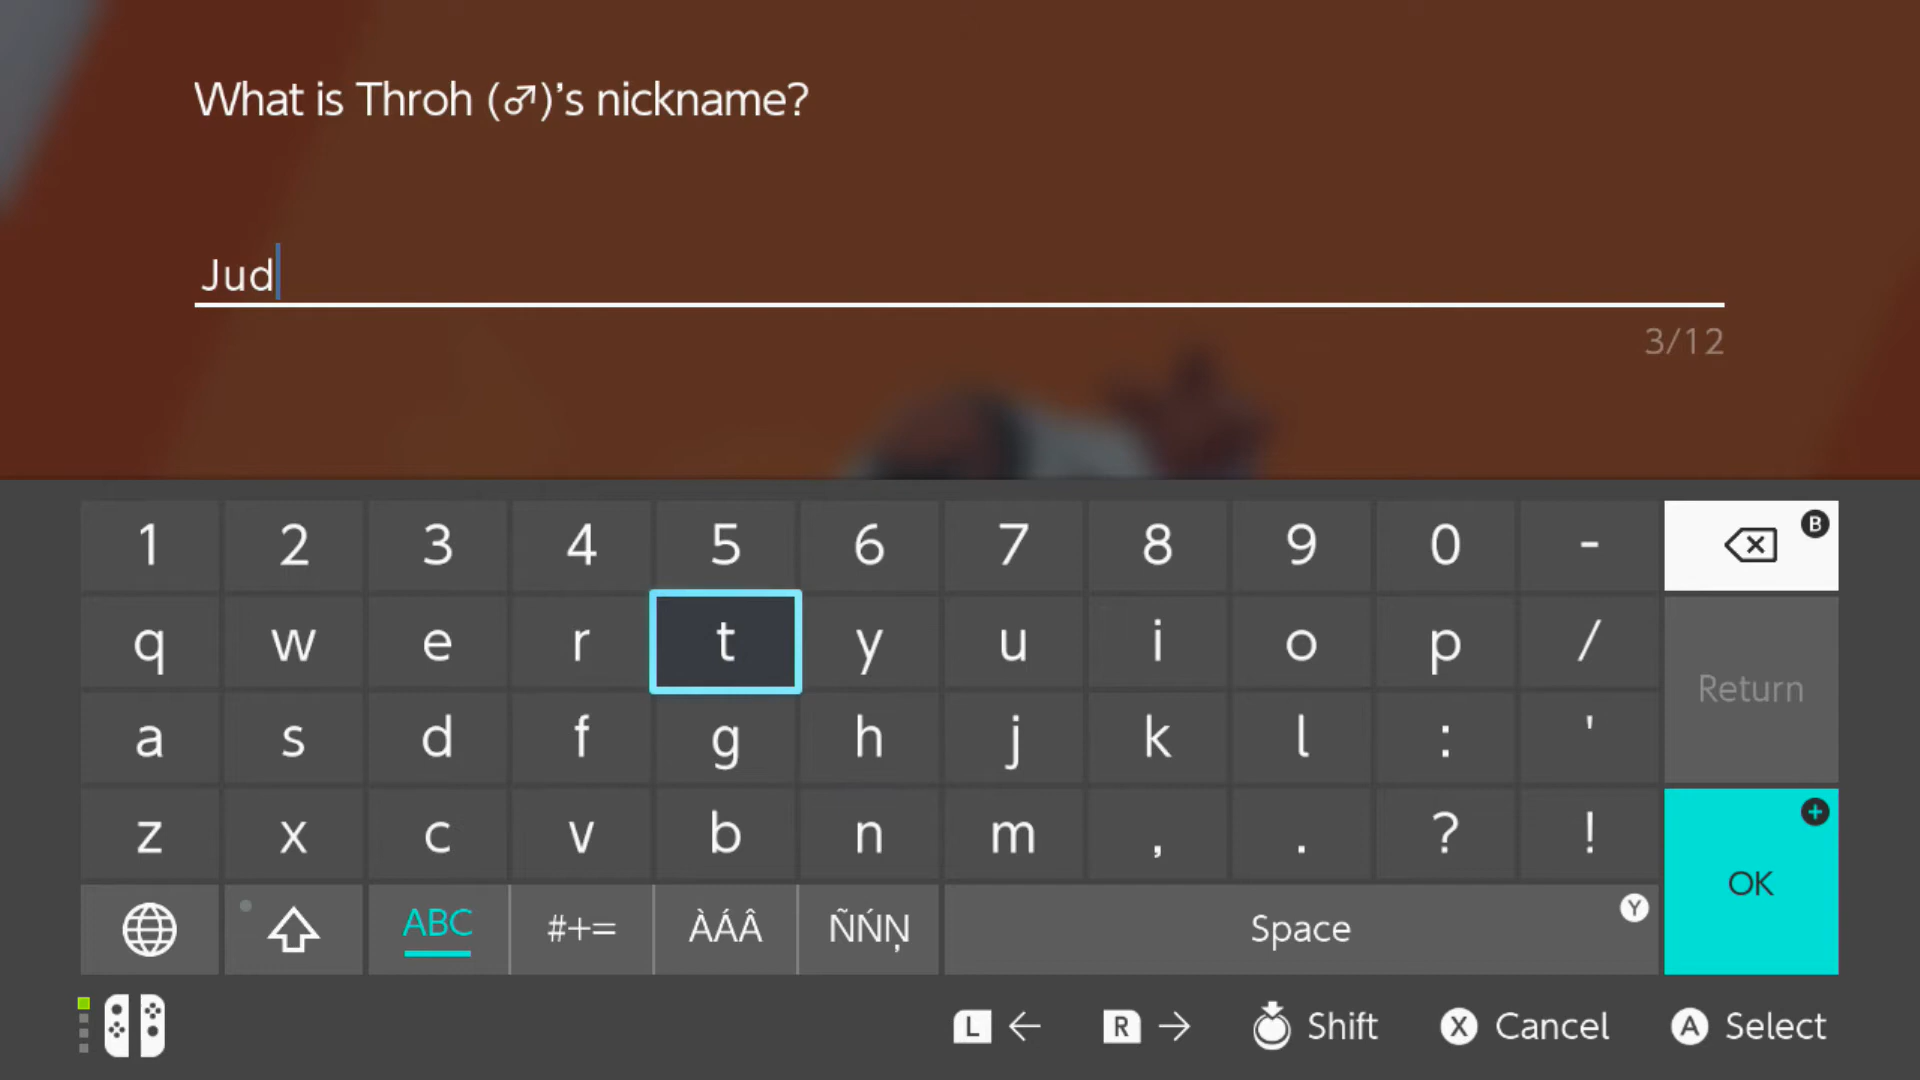 What is Throh (♂)'s nickname?
Jud
3/12
1 2 3 4 5 6 7 8 9 0 - B
q w e r t y u i o p /
Return
a s d f g h j k l : '
z x c v b n m , . ? ! +
OK
ABC #+= ÀÁÂ ÑŃŅ Space Y
L ← R → Shift X Cancel A Select